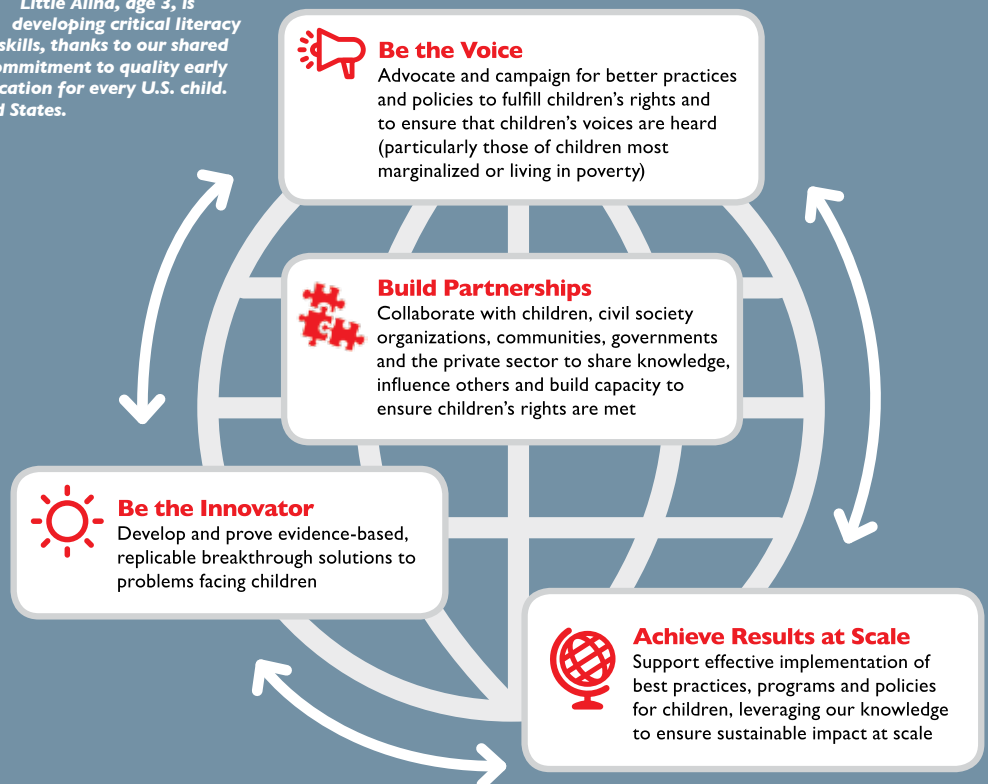 Little Alina, age 3, is
developing critical literacy
skills, thanks to our shared
commitment to quality early
education for every U.S. child.
States.
Be the Voice
Advocate and campaign for better practices
and policies to fulfill children’s rights and
to ensure that children’s voices are heard
(particularly those of children most
marginalized or living in poverty)
Build Partnerships
Collaborate with children, civil society
organizations, communities, governments
and the private sector to share knowledge,
influence others and build capacity to
ensure children’s rights are met
Be the Innovator
Develop and prove evidence-based,
replicable breakthrough solutions to
problems facing children
Achieve Results at Scale
Support effective implementation of
best practices, programs and policies
for children, leveraging our knowledge
to ensure sustainable impact at scale